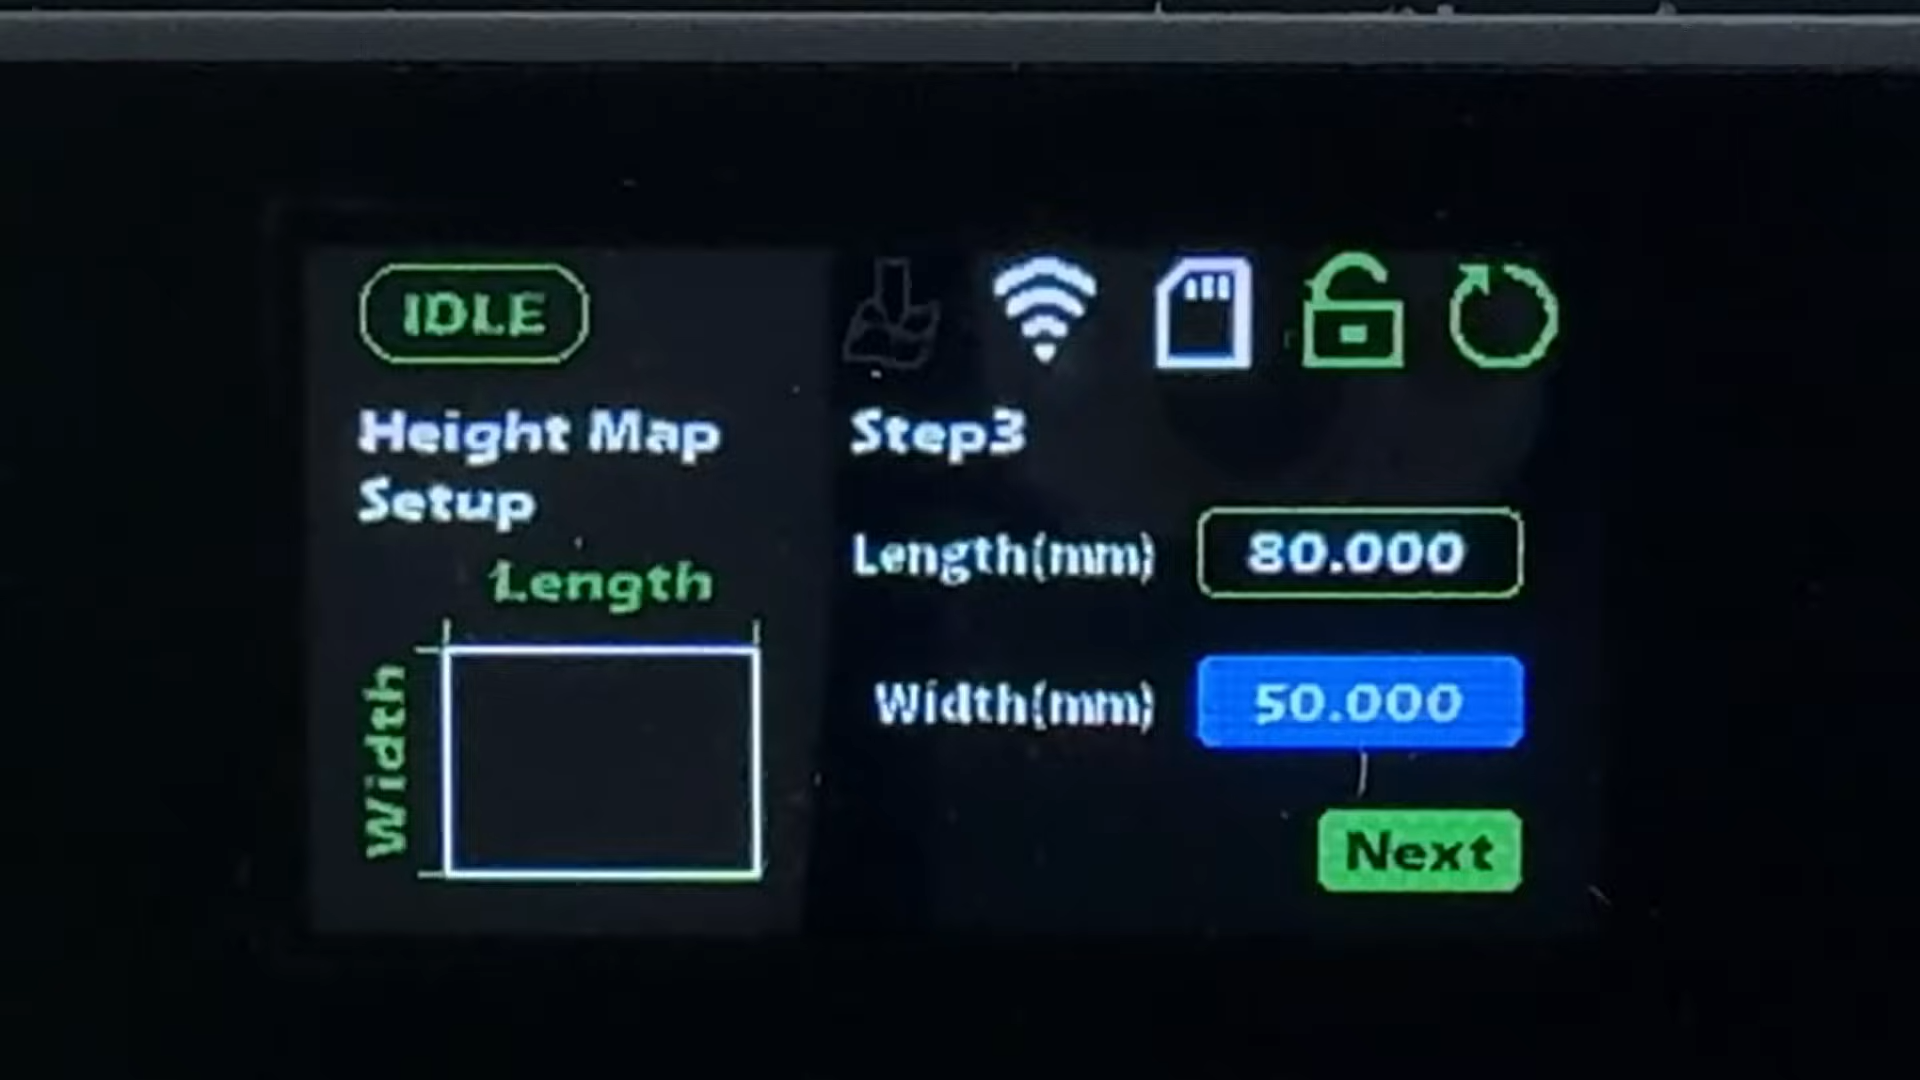 IDLE
Height Map
Setup
Length
Width
Step3
Length(mm) 80.000
Width(mm) 50.000
Next